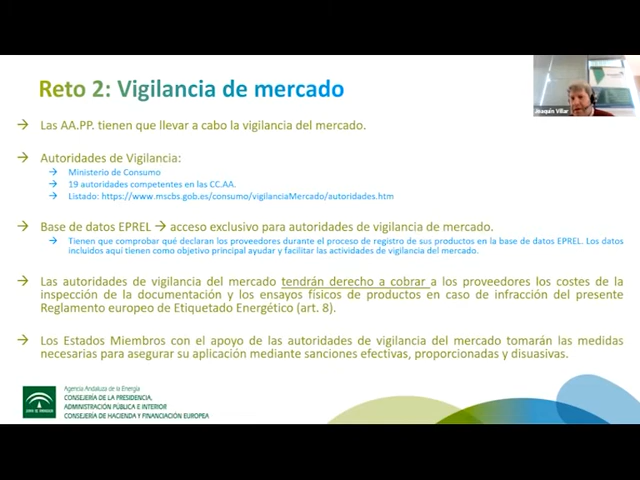 Reto 2: Vigilancia de mercado
Joaquín Villar
→ Las AA.PP. tienen que llevar a cabo la vigilancia del mercado.
→ Autoridades de Vigilancia:
→ Ministerio de Consumo
→ 19 autoridades competentes en las CC.AA.
→ Listado: https://www.mscbs.gob.es/consumo/vigilanciaMercado/autoridades.htm
→ Base de datos EPREL → acceso exclusivo para autoridades de vigilancia de mercado.
→ Tienen que comprobar qué declaran los proveedores durante el proceso de registro de sus productos en la base de datos EPREL. Los datos
incluidos aquí tienen como objetivo principal ayudar y facilitar las actividades de vigilancia del mercado.
→ Las autoridades de vigilancia del mercado tendrán derecho a cobrar a los proveedores los costes de la
inspección de la documentación y los ensayos físicos de productos en caso de infracción del presente
Reglamento europeo de Etiquetado Energético (art. 8).
→ Los Estados Miembros con el apoyo de las autoridades de vigilancia del mercado tomarán las medidas
necesarias para asegurar su aplicación mediante sanciones efectivas, proporcionadas y disuasivas.
Agencia Andaluza de la Energía
CONSEJERÍA DE LA PRESIDENCIA,
ADMINISTRACIÓN PÚBLICA E INTERIOR
CONSEJERÍA DE HACIENDA Y FINANCIACIÓN EUROPEA